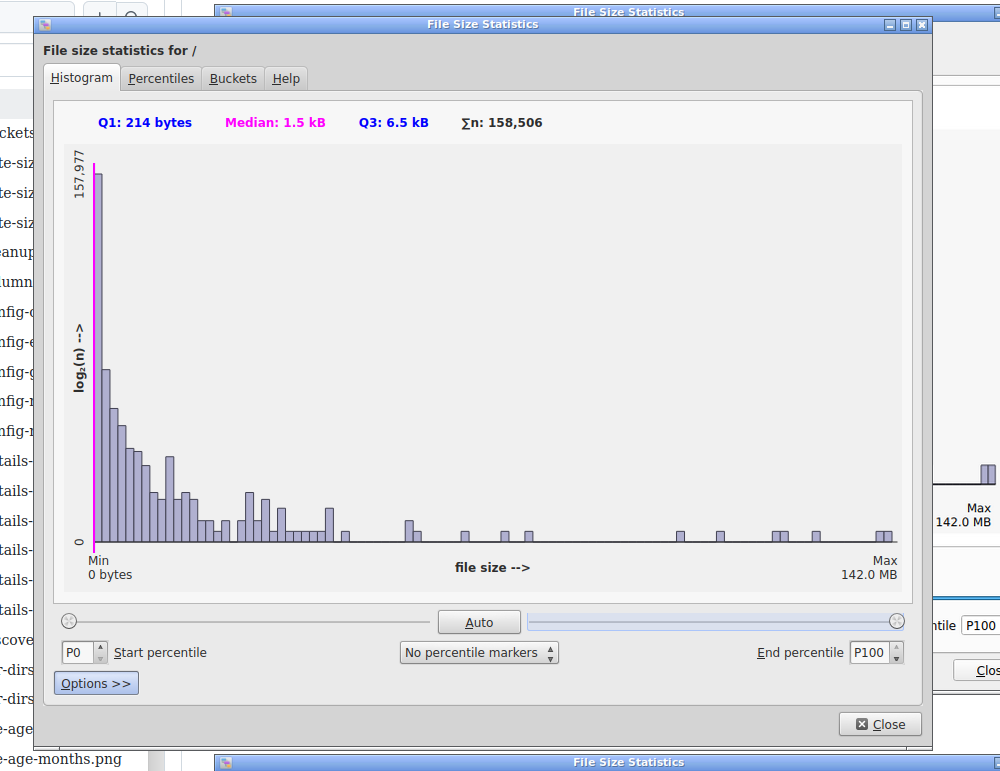 File Size Statistics
File Size Statistics
File size statistics for /
Histogram Percentiles Buckets Help
Q1: 214 bytes Median: 1.5 kB Q3: 6.5 kB ∑n: 158,506
157,977
log₂(n) -->
0
Min
0 bytes
file size -->
Max
142.0 MB
Auto
P0 Start percentile
No percentile markers
End percentile P100
Options >>
Close
ckets
te-siz
te-siz
te-siz
eanup
lumn
nfig-
nfig-
nfig-g
nfig-r
nfig-r
tails-
tails-
tails-
tails-
tails-
tails-
scove
r-dirs
r-dirs
e-age
e-age-months.png
Max
142.0 MB
ntile P100
Clos
File Size Statistics